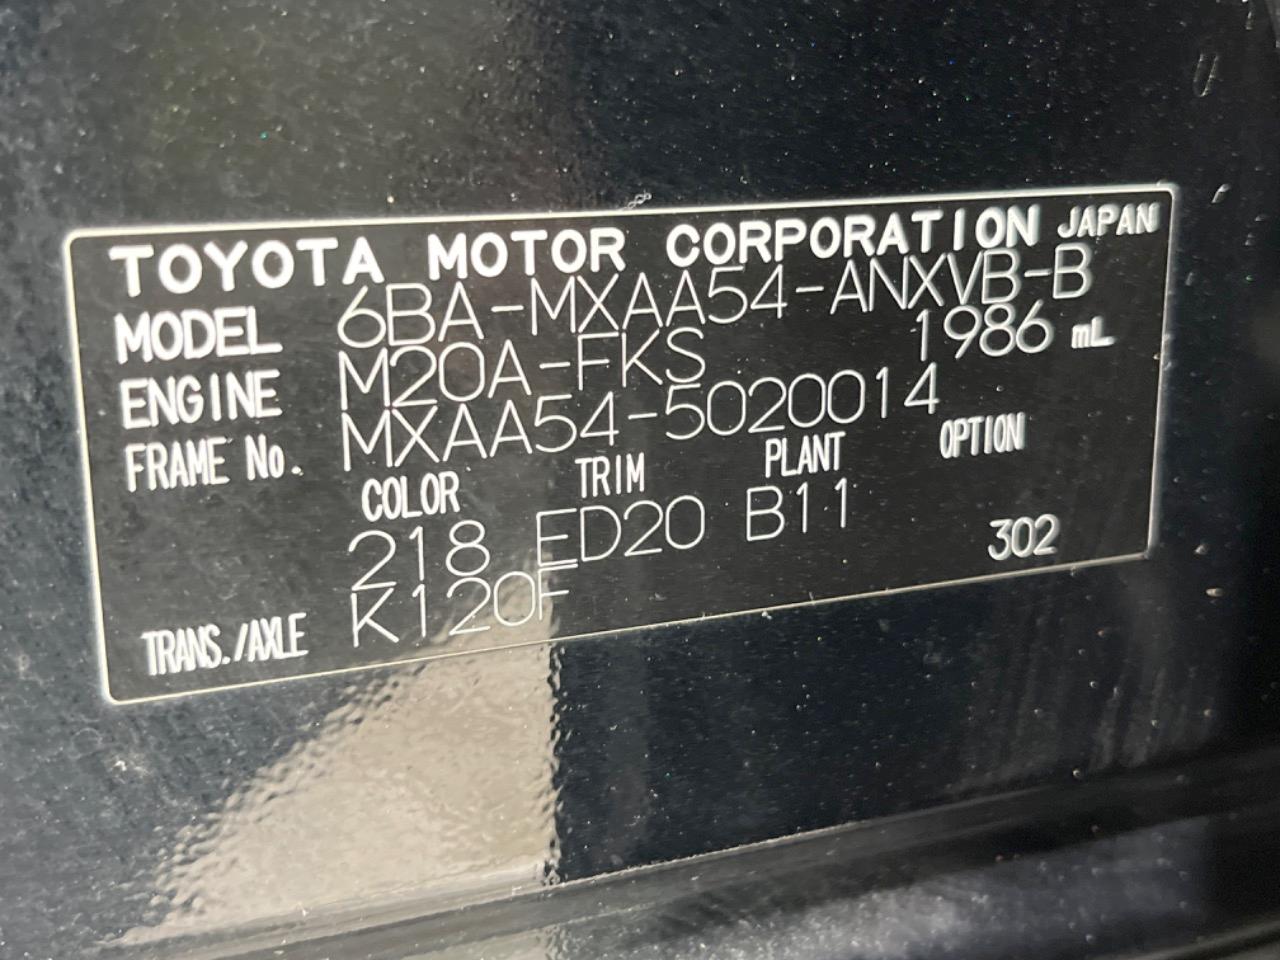 TOYOTA MOTOR CORPORATION JAPAN
MODEL 6BA-MXAA54-ANXVB-B
ENGINE M20A-FKS 1986 mL
FRAME No. MXAA54-5020014
COLOR TRIM PLANT OPTION
218 ED20 B11
302
TRANS./AXLE K120F